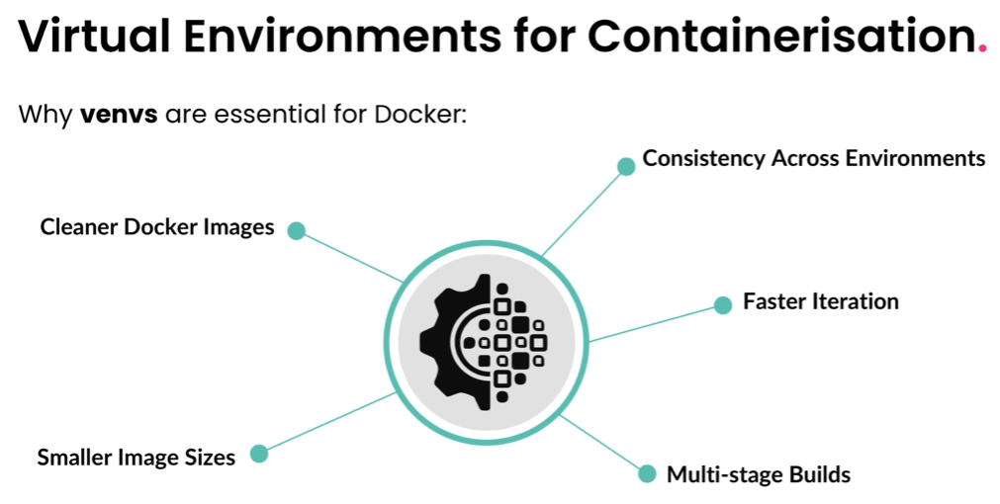 Virtual Environments for Containerisation.
Why venvs are essential for Docker:
Consistency Across Environments
Cleaner Docker Images
Faster Iteration
Smaller Image Sizes
Multi-stage Builds